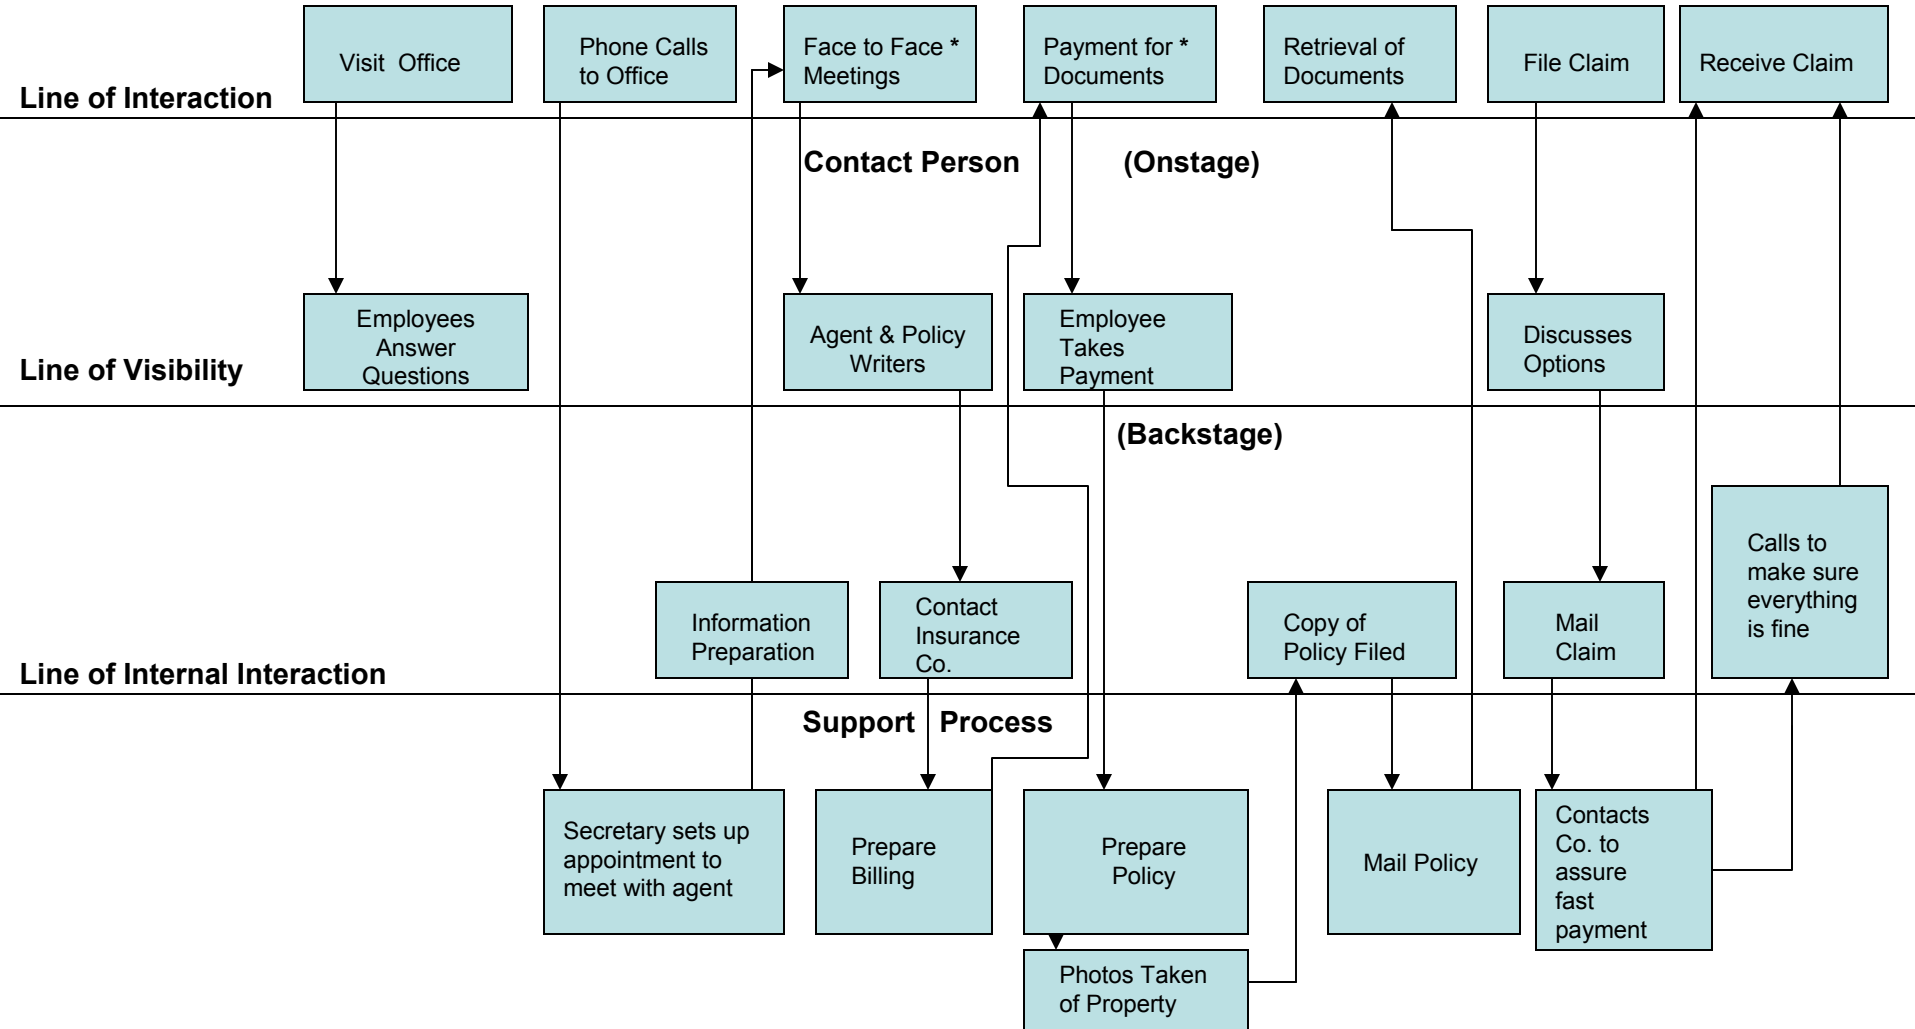 Visit Office
Phone Calls
to Office
Face to Face *
Meetings
Payment for *
Documents
Retrieval of
Documents
File Claim
Receive Claim
Line of Interaction
Contact Person (Onstage)
Employees
Answer
Questions
Agent & Policy
Writers
Employee
Takes
Payment
Discusses
Options
Line of Visibility
(Backstage)
Information
Preparation
Contact
Insurance
Co.
Copy of
Policy Filed
Mail
Claim
Calls to
make sure
everything
is fine
Line of Internal Interaction
Support Process
Secretary sets up
appointment to
meet with agent
Prepare
Billing
Prepare
Policy
Mail Policy
Contacts
Co. to
assure
fast
payment
Photos Taken
of Property